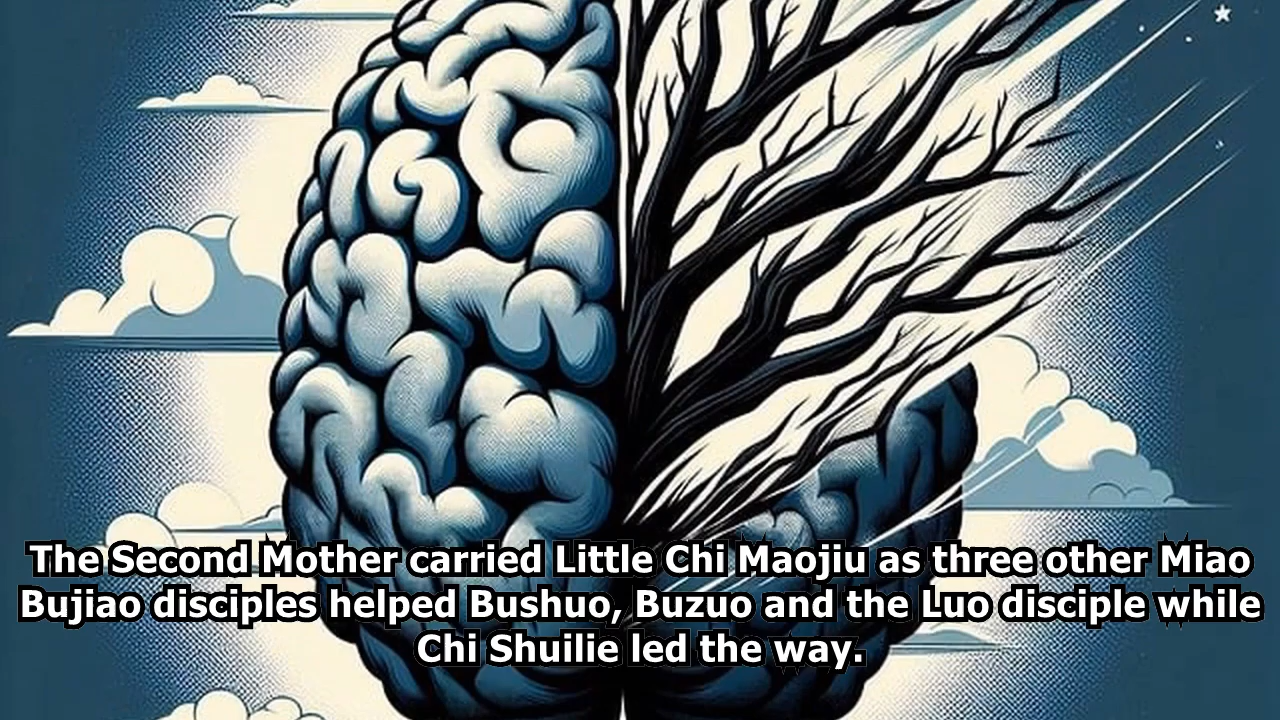 The Second Mother carried Little Chi Maojiu as three other Miao
Bujiao disciples helped Bushuo, Buzuo and the Luo disciple while
Chi Shuilie led the way.